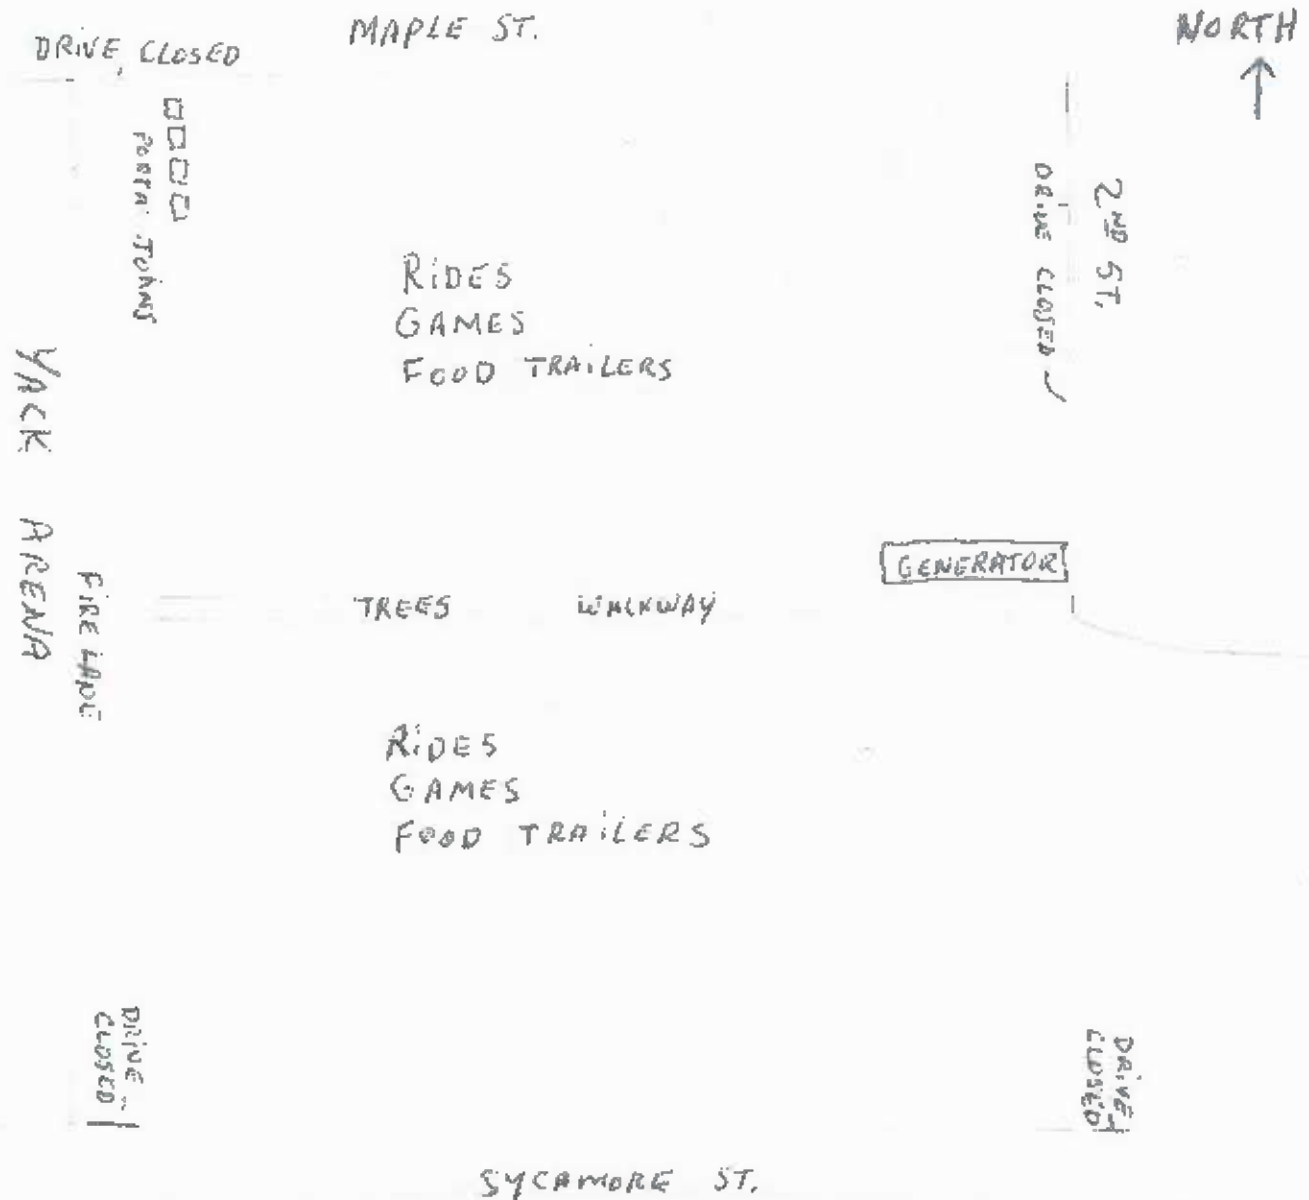 MAPLE ST.
NORTH
DRIVE, CLOSED
PORTA-JOHNS
2ND ST.
DRIVE CLOSED
RIDES
GAMES
FOOD TRAILERS
YACK ARENA
FIRE LANE
GENERATOR
TREES WALKWAY
RIDES
GAMES
FOOD TRAILERS
DRIVE
CLOSED
DRIVE
CLOSED
SYCAMORE ST.